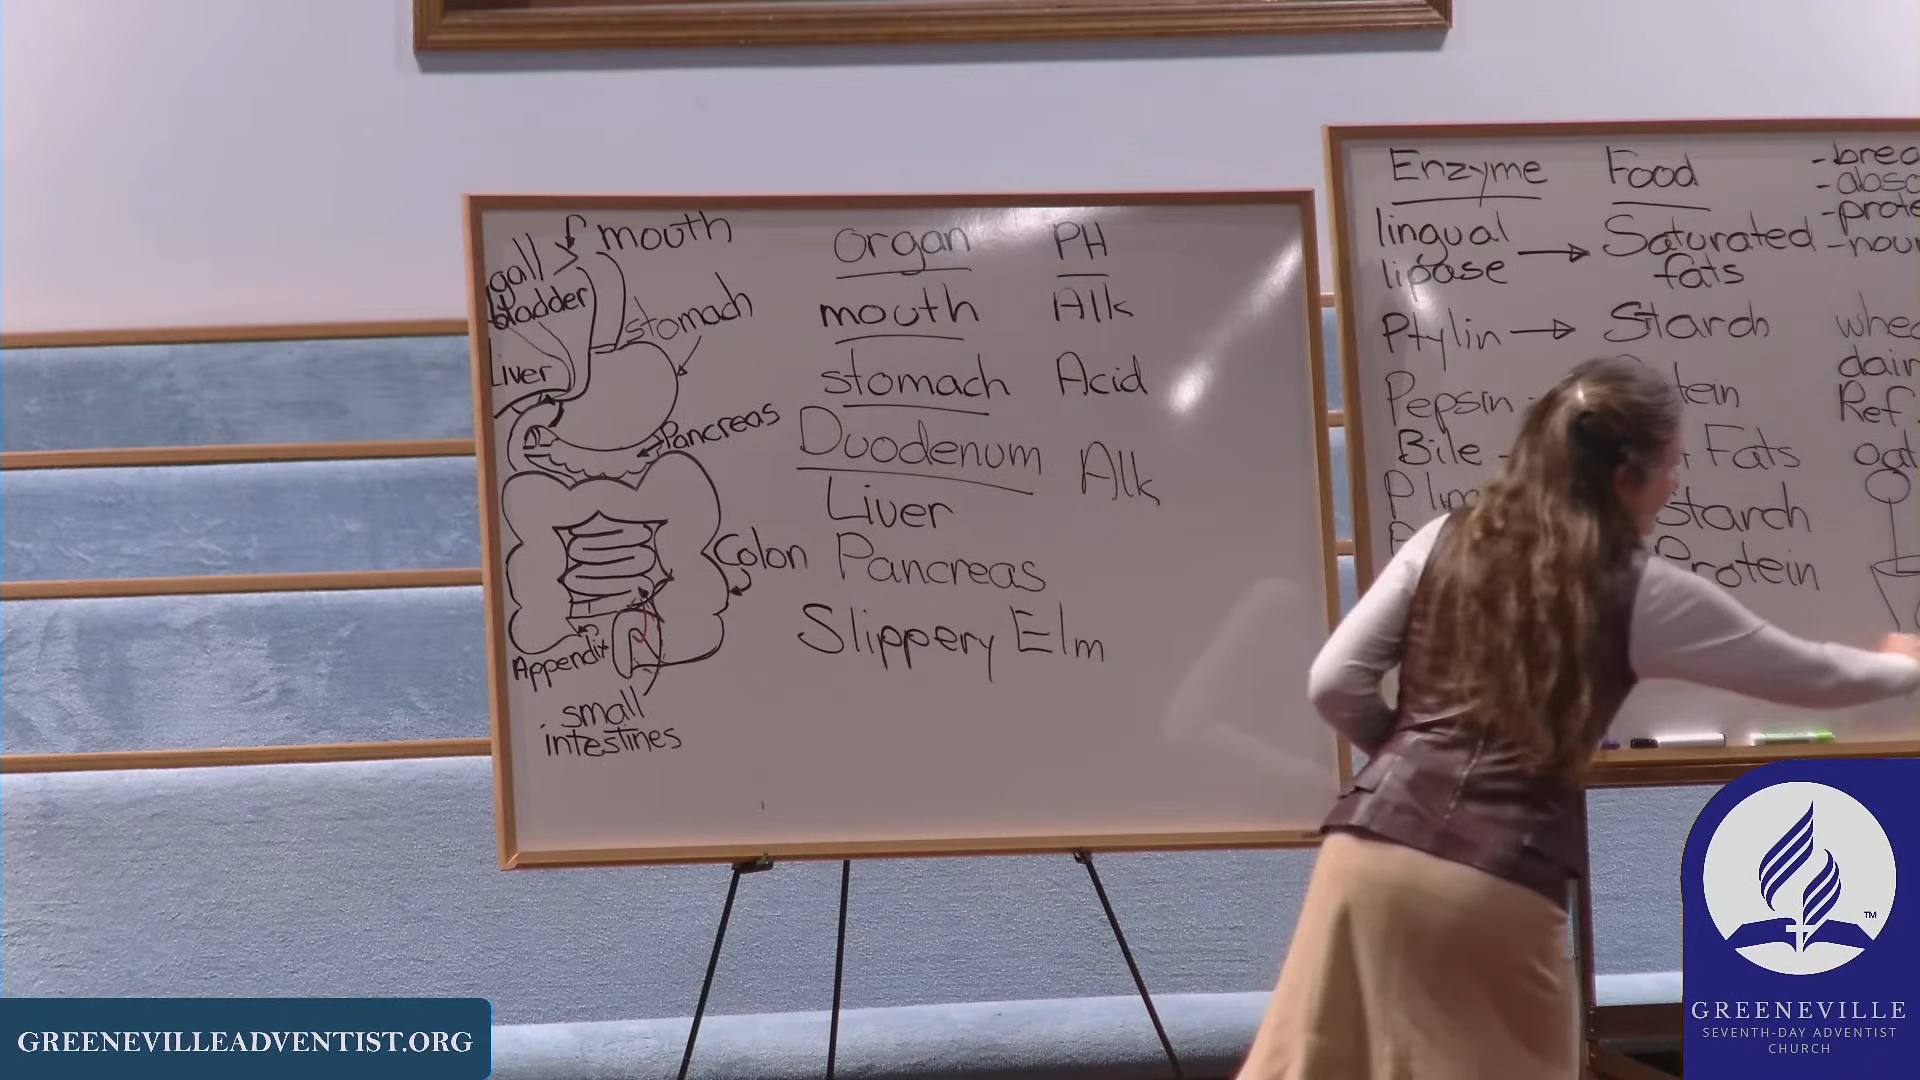 mouth
gall
bladder
stomach
Liver
Pancreas
Colon
Appendix
small
intestines
Organ PH
mouth Alk
stomach Acid
Duodenum Alk
Liver
Pancreas
Slippery Elm
Enzyme Food
lingual
lipase
Saturated
fats
Ptylin Starch
Pepsin
Bile Fats
Starch
GREENEVILLEADVENTIST.ORG
TM
GREENEVILLE
SEVENTH-DAY ADVENTIST
CHURCH